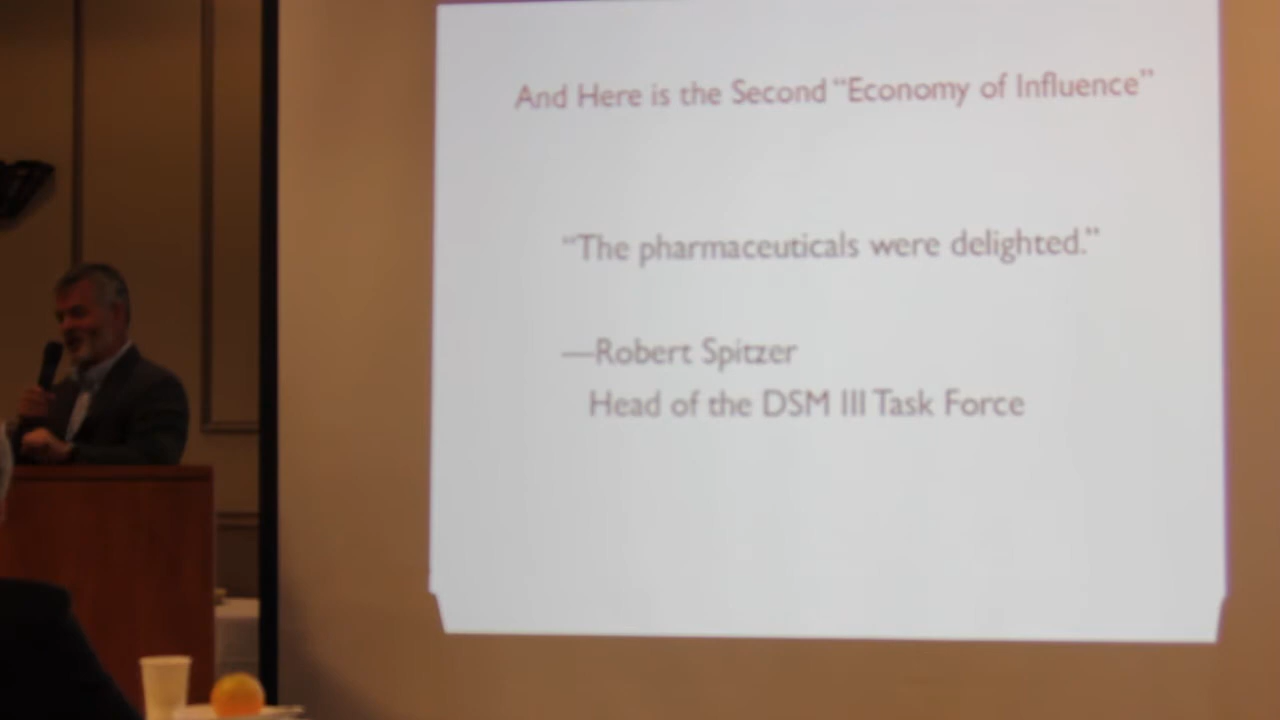 And Here is the Second “Economy of Influence”
“The pharmaceuticals were delighted.”
—Robert Spitzer
Head of the DSM III Task Force